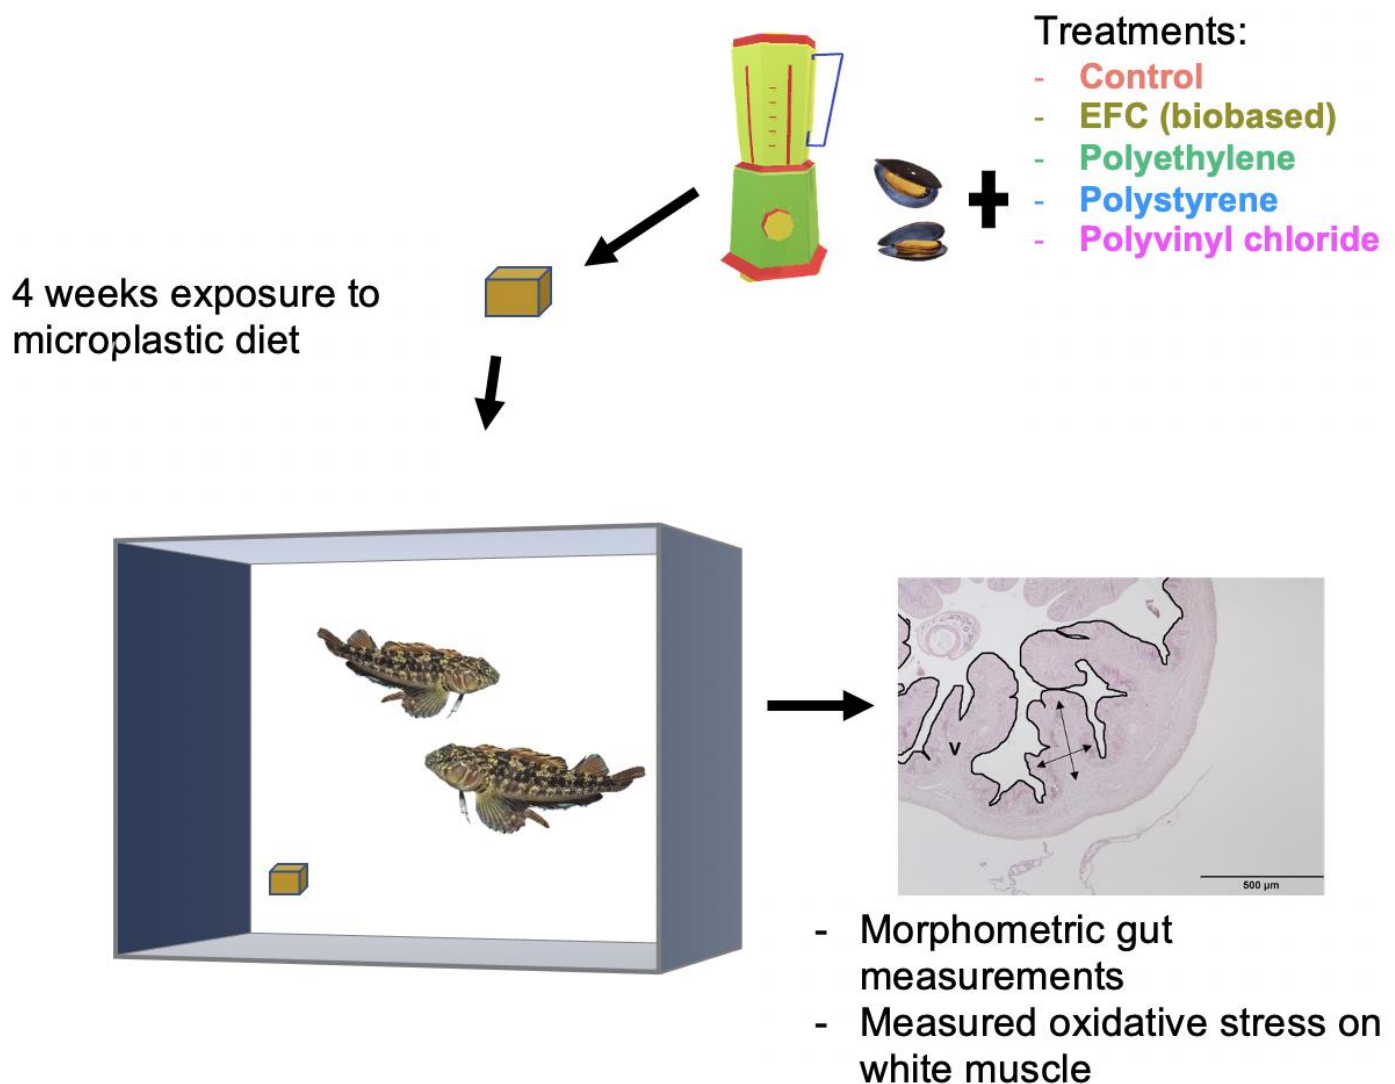 Treatments:
- Control
- EFC (biobased)
- Polyethylene
- Polystyrene
- Polyvinyl chloride
4 weeks exposure to
microplastic diet
V
500 µm
- Morphometric gut
measurements
- Measured oxidative stress on
white muscle